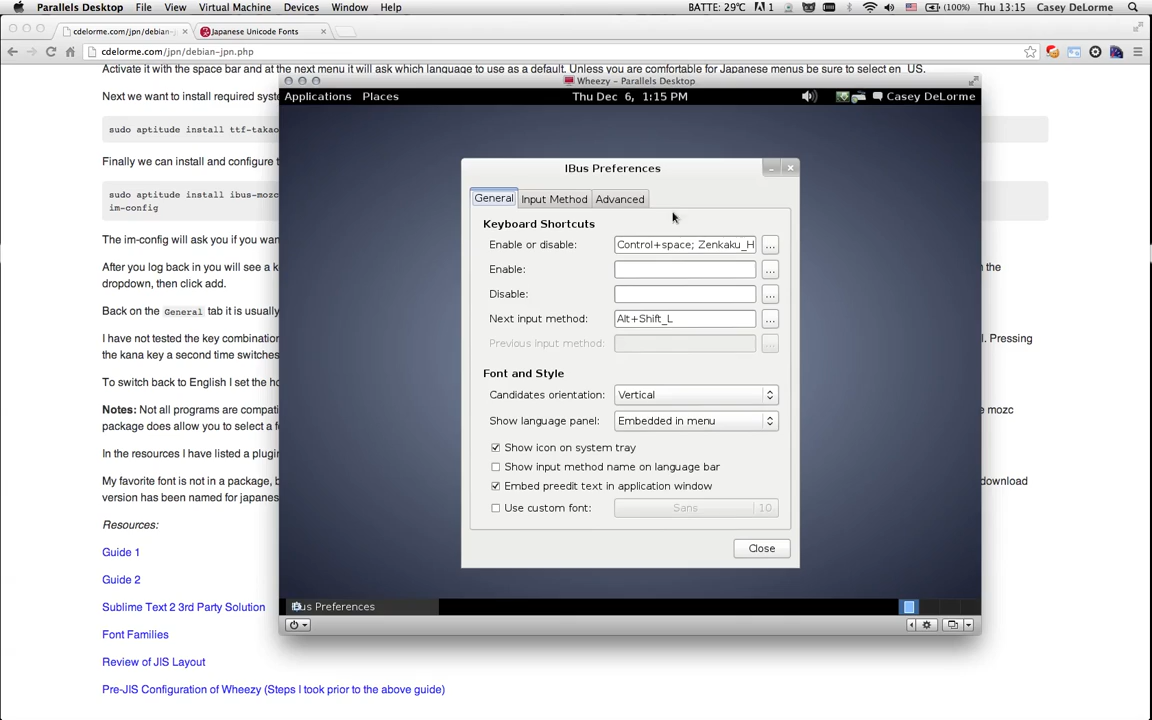 Parallels Desktop File View Virtual Machine Devices Window Help BATTE: 29℃ 1 (100%) Thu 13:15 Casey DeLorme
cdelorme.com/jpn/debian-jp Japanese Unicode Fonts
cdelorme.com/jpn/debian-jpn.php
Activate it with the space bar and at the next menu it will ask which language to use as a default. Unless you are comfortable for Japanese menus be sure to select en_US.
Next we want to install required syste
sudo aptitude install ttf-takao
Finally we can install and configure t
sudo aptitude install ibus-mozc
im-config
The im-config will ask you if you wan
After you log back in you will see a k
dropdown, then click add.
n the
Back on the General tab it is usually
I have not tested the key combination
the kana key a second time switches
l. Pressing
To switch back to English I set the ho
Notes: Not all programs are compati
package does allow you to select a fo
e mozc
In the resources I have listed a plugin
My favorite font is not in a package, b
version has been named for japanes
download
Resources:
Guide 1
Guide 2
Sublime Text 2 3rd Party Solution
Font Families
Review of JIS Layout
Pre-JIS Configuration of Wheezy (Steps I took prior to the above guide)
Wheezy – Parallels Desktop
Applications Places Thu Dec 6, 1:15 PM Casey DeLorme
IBus Preferences
General Input Method Advanced
Keyboard Shortcuts
Enable or disable: Control+space; Zenkaku_H ...
Enable: ...
Disable: ...
Next input method: Alt+Shift_L ...
Previous input method: ...
Font and Style
Candidates orientation: Vertical
Show language panel: Embedded in menu
Show icon on system tray
Show input method name on language bar
Embed preedit text in application window
Use custom font: Sans 10
Close
IBus Preferences